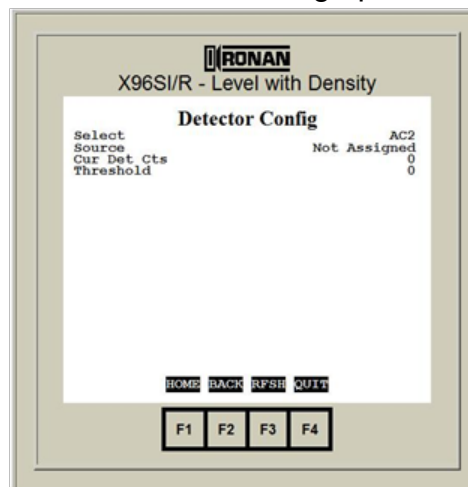 RONAN
X96SI/R - Level with Density
Detector Config
Select AC2
Source Not Assigned
Cur Det Cts 0
Threshold 0
HOME BACK RFSH QUIT
F1 F2 F3 F4